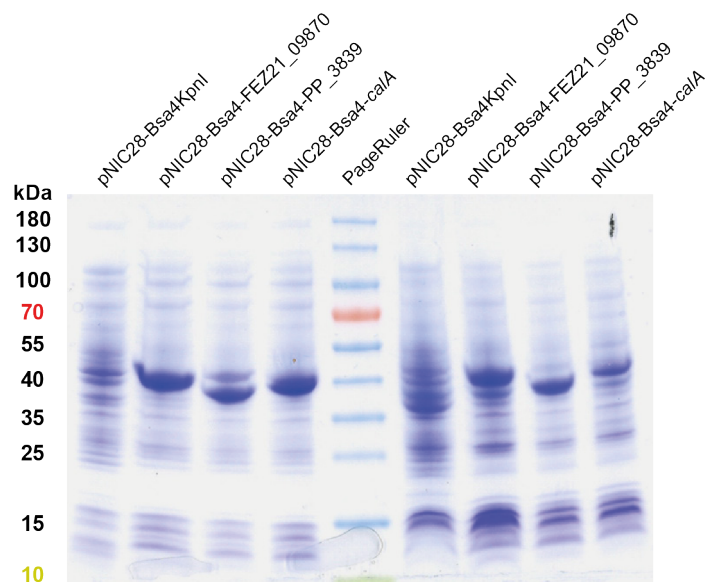 pNIC28-Bsa4KpnI
pNIC28-Bsa4-FEZ21_09870
pNIC28-Bsa4-PP_3839
pNIC28-Bsa4-calA
PageRuler
pNIC28-Bsa4KpnI
pNIC28-Bsa4-FEZ21_09870
pNIC28-Bsa4-PP_3839
pNIC28-Bsa4-calA
kDa
180
130
100
70
55
40
35
25
15
10